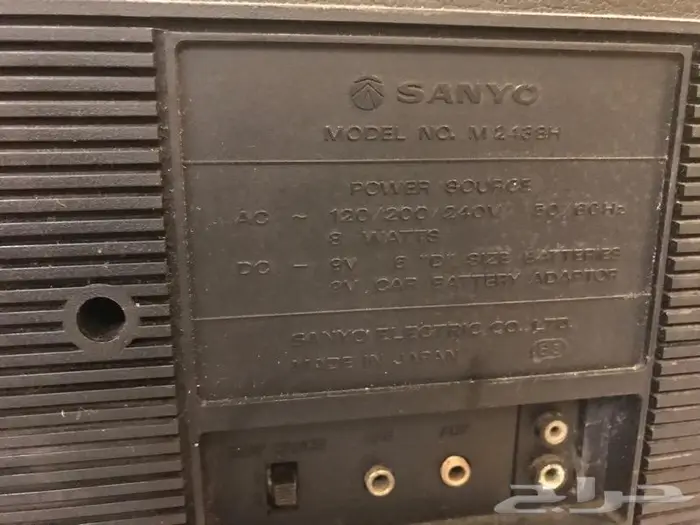 SANYO
MODEL NO. M2438H
POWER SOURCE
AC ~ 120/200/240V 50/60Hz
8 WATTS
DC – 9V 6 "D" SIZE BATTERIES
9V CAR BATTERY ADAPTOR
SANYO ELECTRIC CO., LTD.
MADE IN JAPAN
حراج